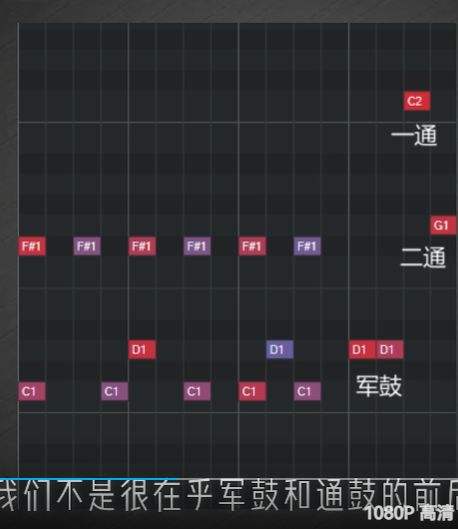 C2
一通
G1
F#1 F#1 F#1 F#1 F#1 F#1
二通
D1 D1 D1 D1
C1 C1 C1 C1 C1
军鼓
我们不是很在乎军鼓和通鼓的前后
1080P 高清